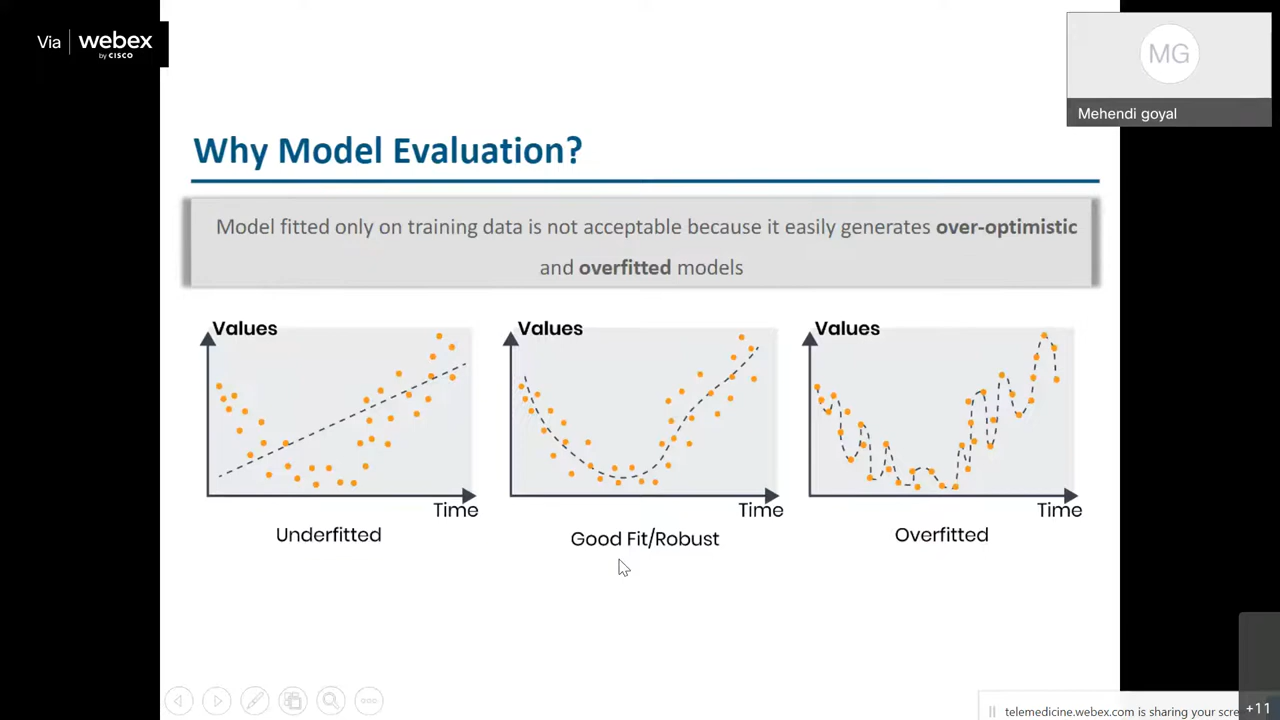 Via webex
by CISCO
MG
Mehendi goyal
Why Model Evaluation?
Model fitted only on training data is not acceptable because it easily generates over-optimistic
and overfitted models
Values
Time
Underfitted
Values
Time
Good Fit/Robust
Values
Time
Overfitted
telemedicine.webex.com is sharing your scre
+11